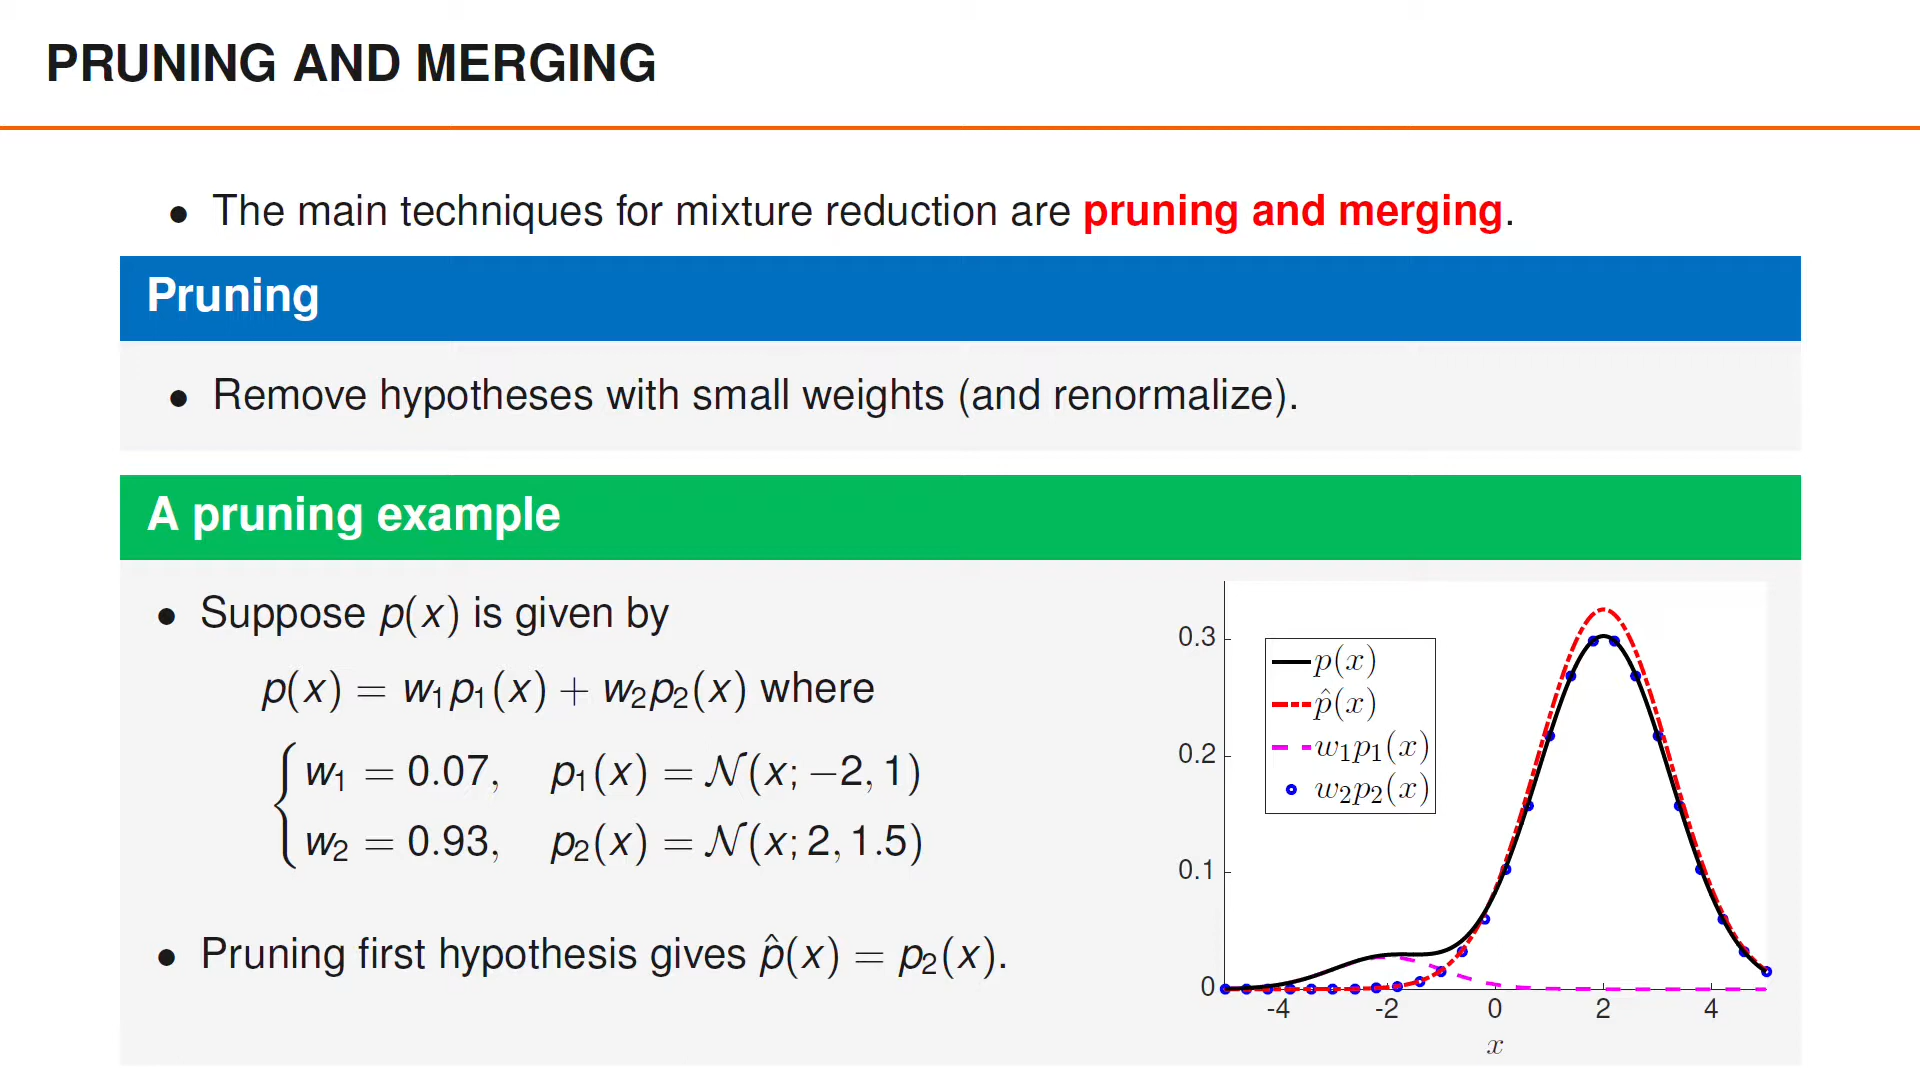 PRUNING AND MERGING
• The main techniques for mixture reduction are pruning and merging.
Pruning
• Remove hypotheses with small weights (and renormalize).
A pruning example
• Suppose p(x) is given by
p(x) = w₁p₁(x) + w₂p₂(x) where
w₁ = 0.07, p₁(x) = 𝒩(x; −2, 1)
w₂ = 0.93, p₂(x) = 𝒩(x; 2, 1.5)
• Pruning first hypothesis gives p̂(x) = p₂(x).
0.3
0.2
0.1
0
p(x)
p̂(x)
w₁p₁(x)
w₂p₂(x)
-4 -2 0 2 4
x